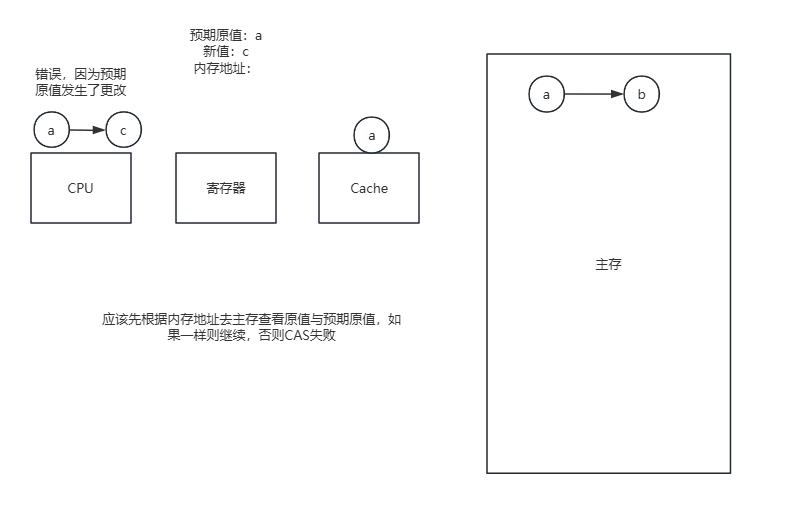 预期原值：a
新值：c
内存地址：
错误，因为预期
原值发生了更改
a
c
a
a
b
CPU
寄存器
Cache
主存
应该先根据内存地址去主存查看原值与预期原值，如
果一样则继续，否则CAS失败